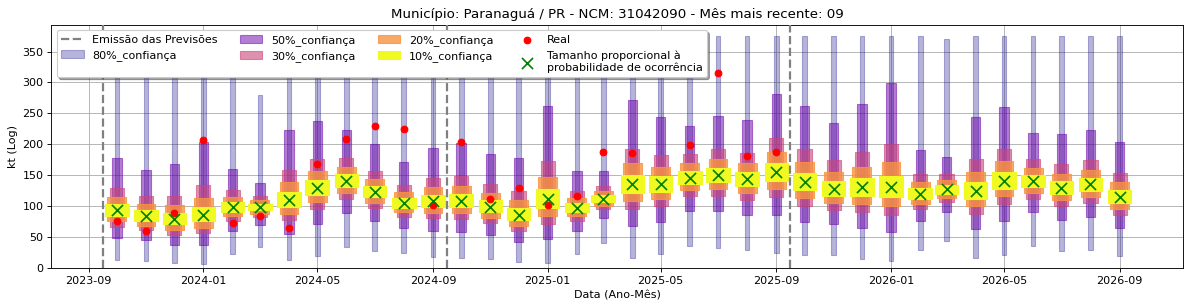 Município: Paranaguá / PR - NCM: 31042090 - Mês mais recente: 09
Emissão das Previsões
80%_confiança
50%_confiança
30%_confiança
20%_confiança
10%_confiança
Real
Tamanho proporcional à
probabilidade de ocorrência
kt (Log)
350
300
250
200
150
100
50
0
2023-09
2024-01
2024-05
2024-09
2025-01
2025-05
2025-09
2026-01
2026-05
2026-09
Data (Ano-Mês)